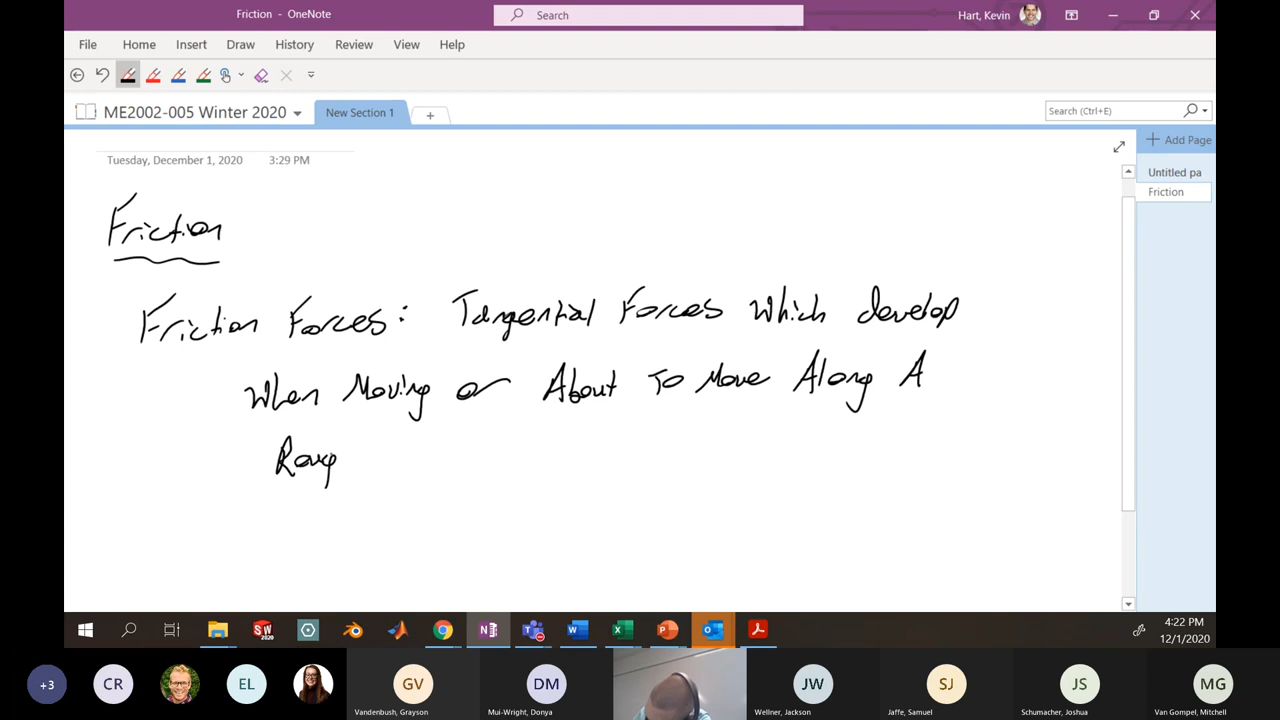 Friction - OneNote
Search
Hart, Kevin
File Home Insert Draw History Review View Help
ME2002-005 Winter 2020
New Section 1
+
Search (Ctrl+E)
Add Page
Untitled pa
Friction
Tuesday, December 1, 2020 3:29 PM
Friction
Friction Forces: Tangential Forces Which develop
When Moving or About To Move Along A
Roug
SW
2020
4:22 PM
12/1/2020
+3
CR
EL
GV
Vandenbush, Grayson
DM
Mui-Wright, Donya
JW
Wellner, Jackson
SJ
Jaffe, Samuel
JS
Schumacher, Joshua
MG
Van Gompel, Mitchell